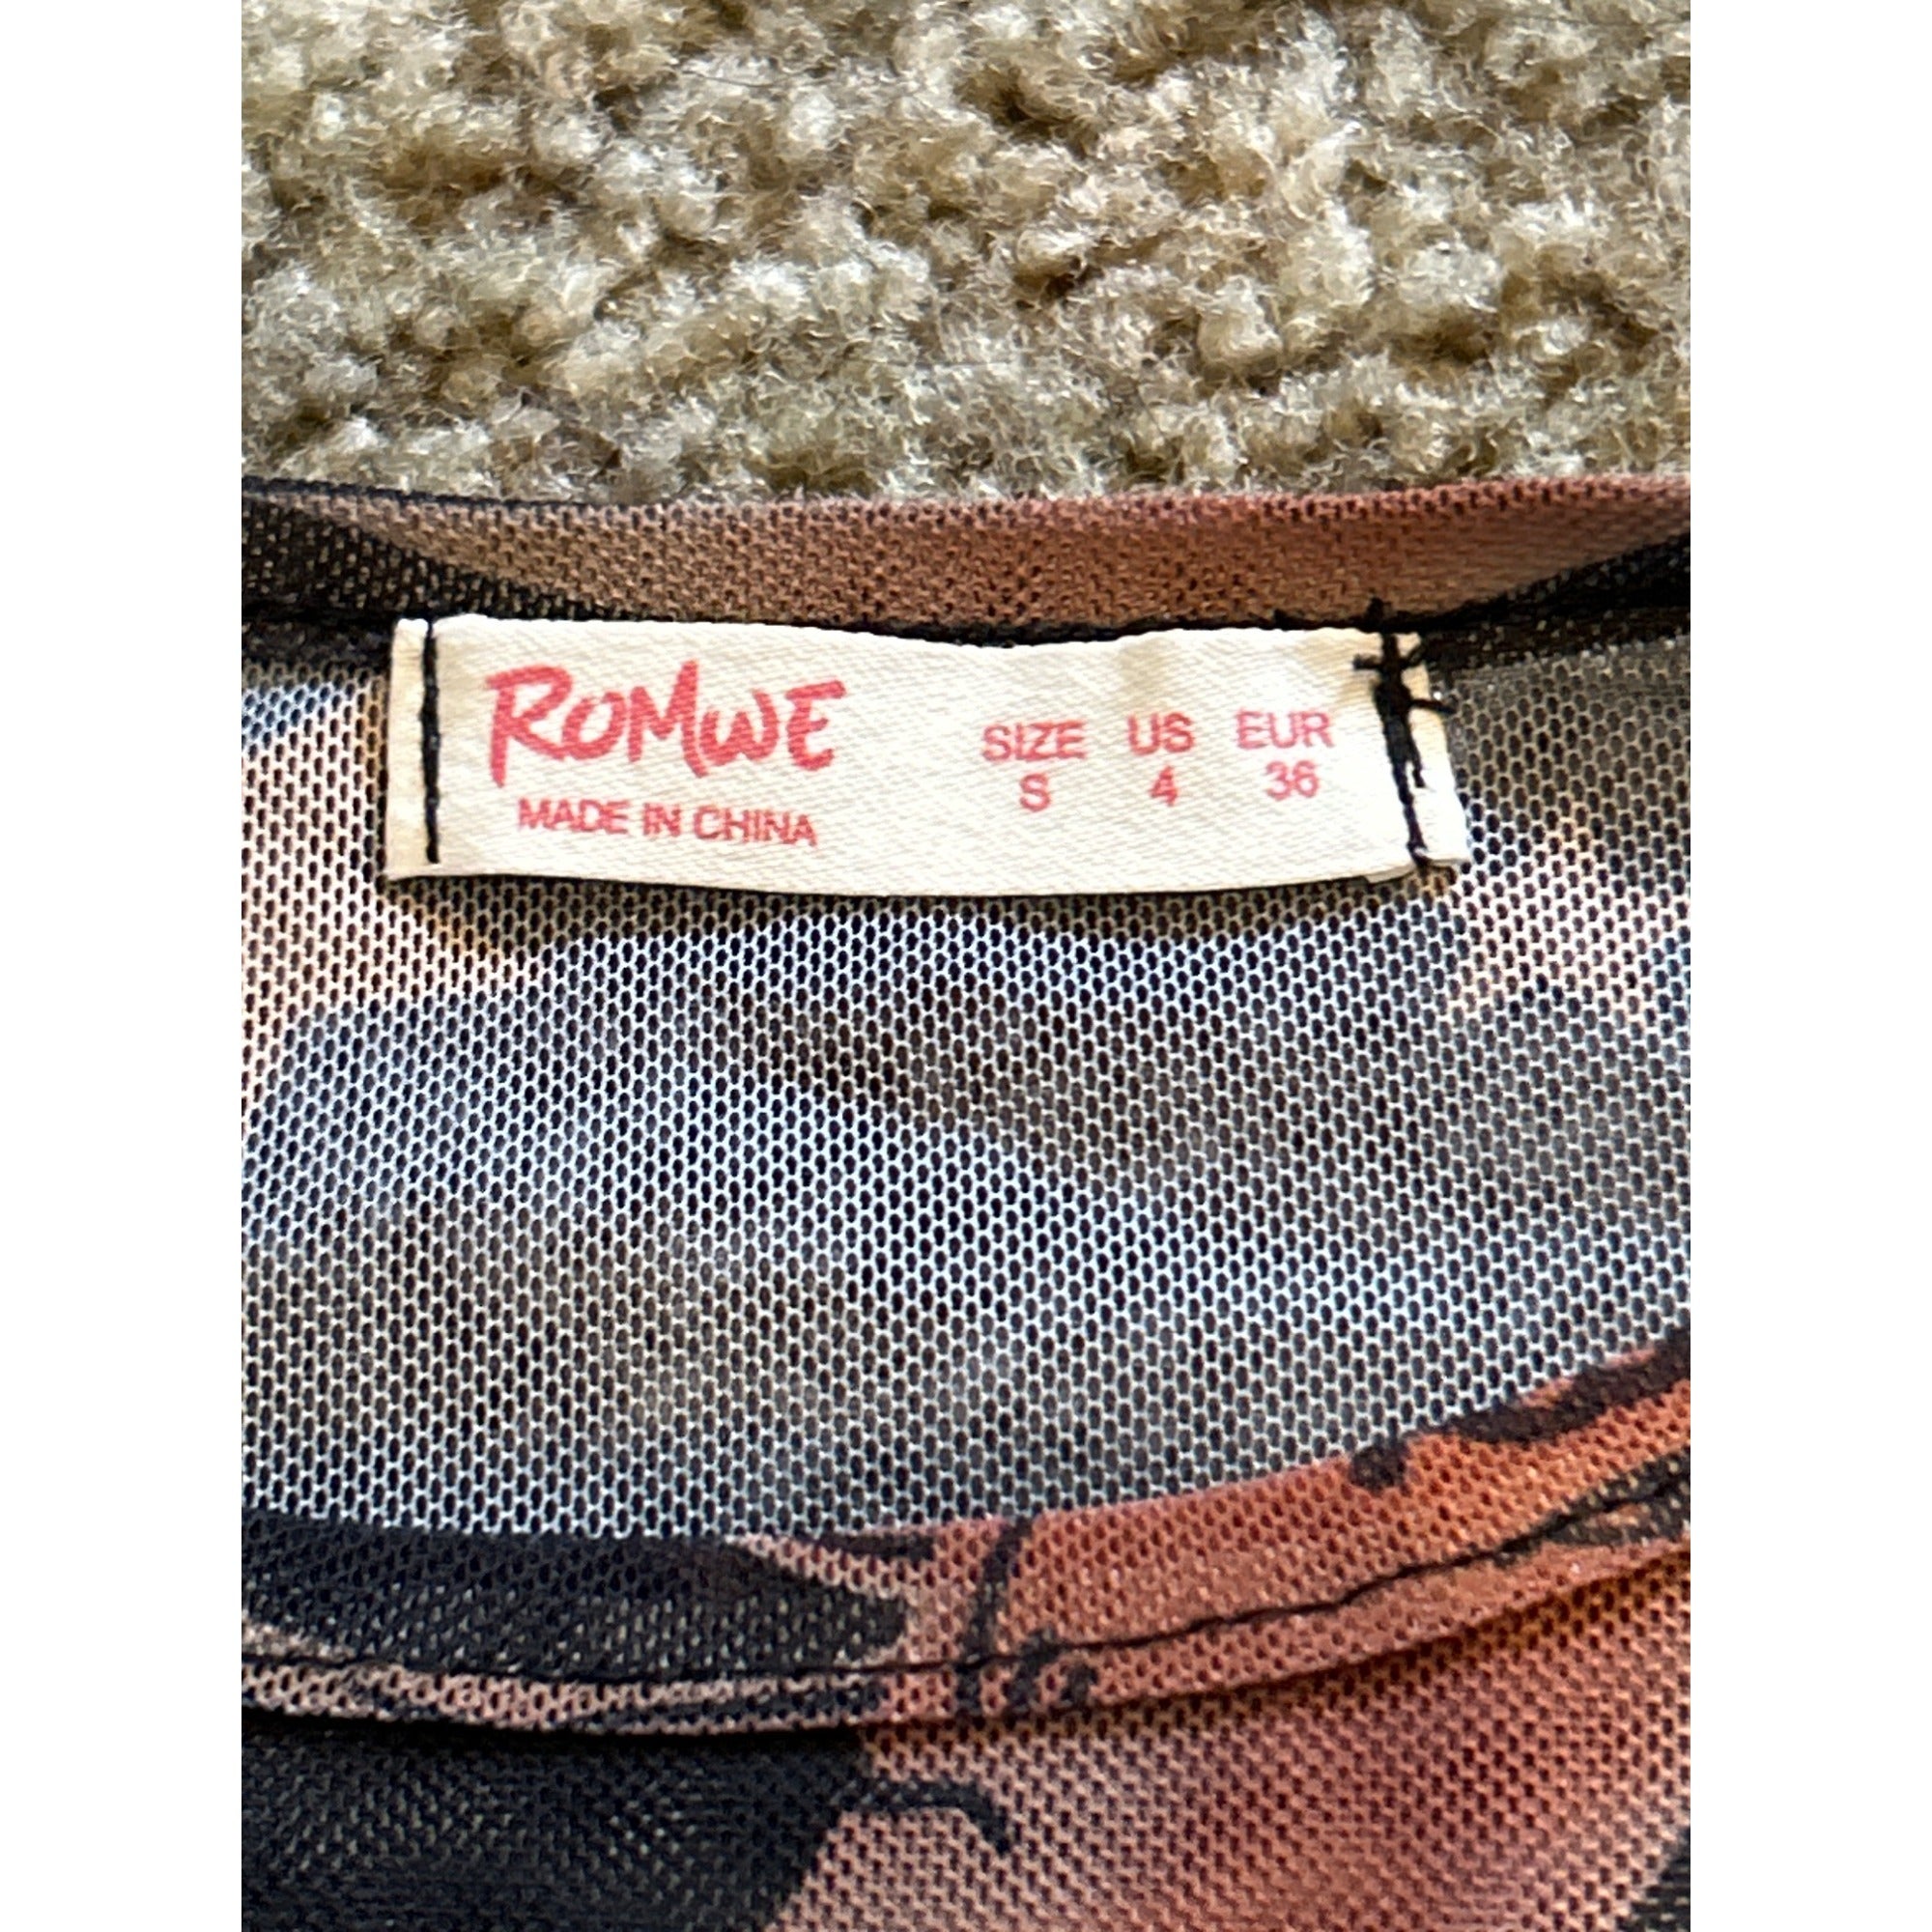 ROMWE
MADE IN CHINA
SIZE US EUR
S 4 36